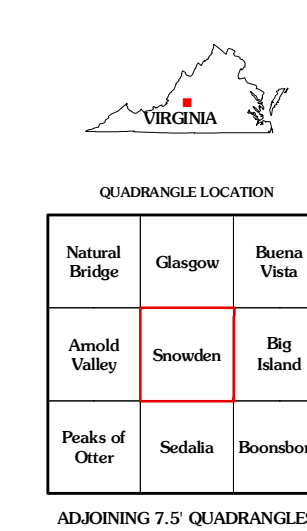 VIRGINIA
QUADRANGLE LOCATION
Natural
Bridge
Glasgow
Buena
Vista
Arnold
Valley
Snowden
Big
Island
Peaks of
Otter
Sedalia
Boonsbor
ADJOINING 7.5' QUADRANGLES